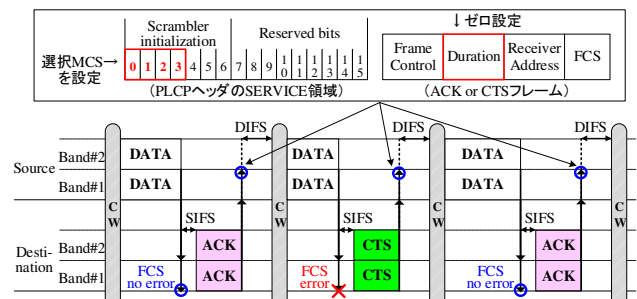 ↓ゼロ設定
Scrambler initialization Reserved bits
選択MCS→を設定
0 1 2 3 4 5 6 7 8 9 10 11 12 13 14 15
Frame Control Duration Receiver Address FCS
(PLCPヘッダのSERVICE領域) (ACK or CTSフレーム)
DIFS DIFS DIFS
Source
Band#2 DATA DATA DATA
Band#1 DATA DATA DATA
CW CW CW CW
SIFS SIFS SIFS
Desti-nation
Band#2 ACK CTS ACK
Band#1 ACK CTS ACK
FCS no error FCS error FCS no error